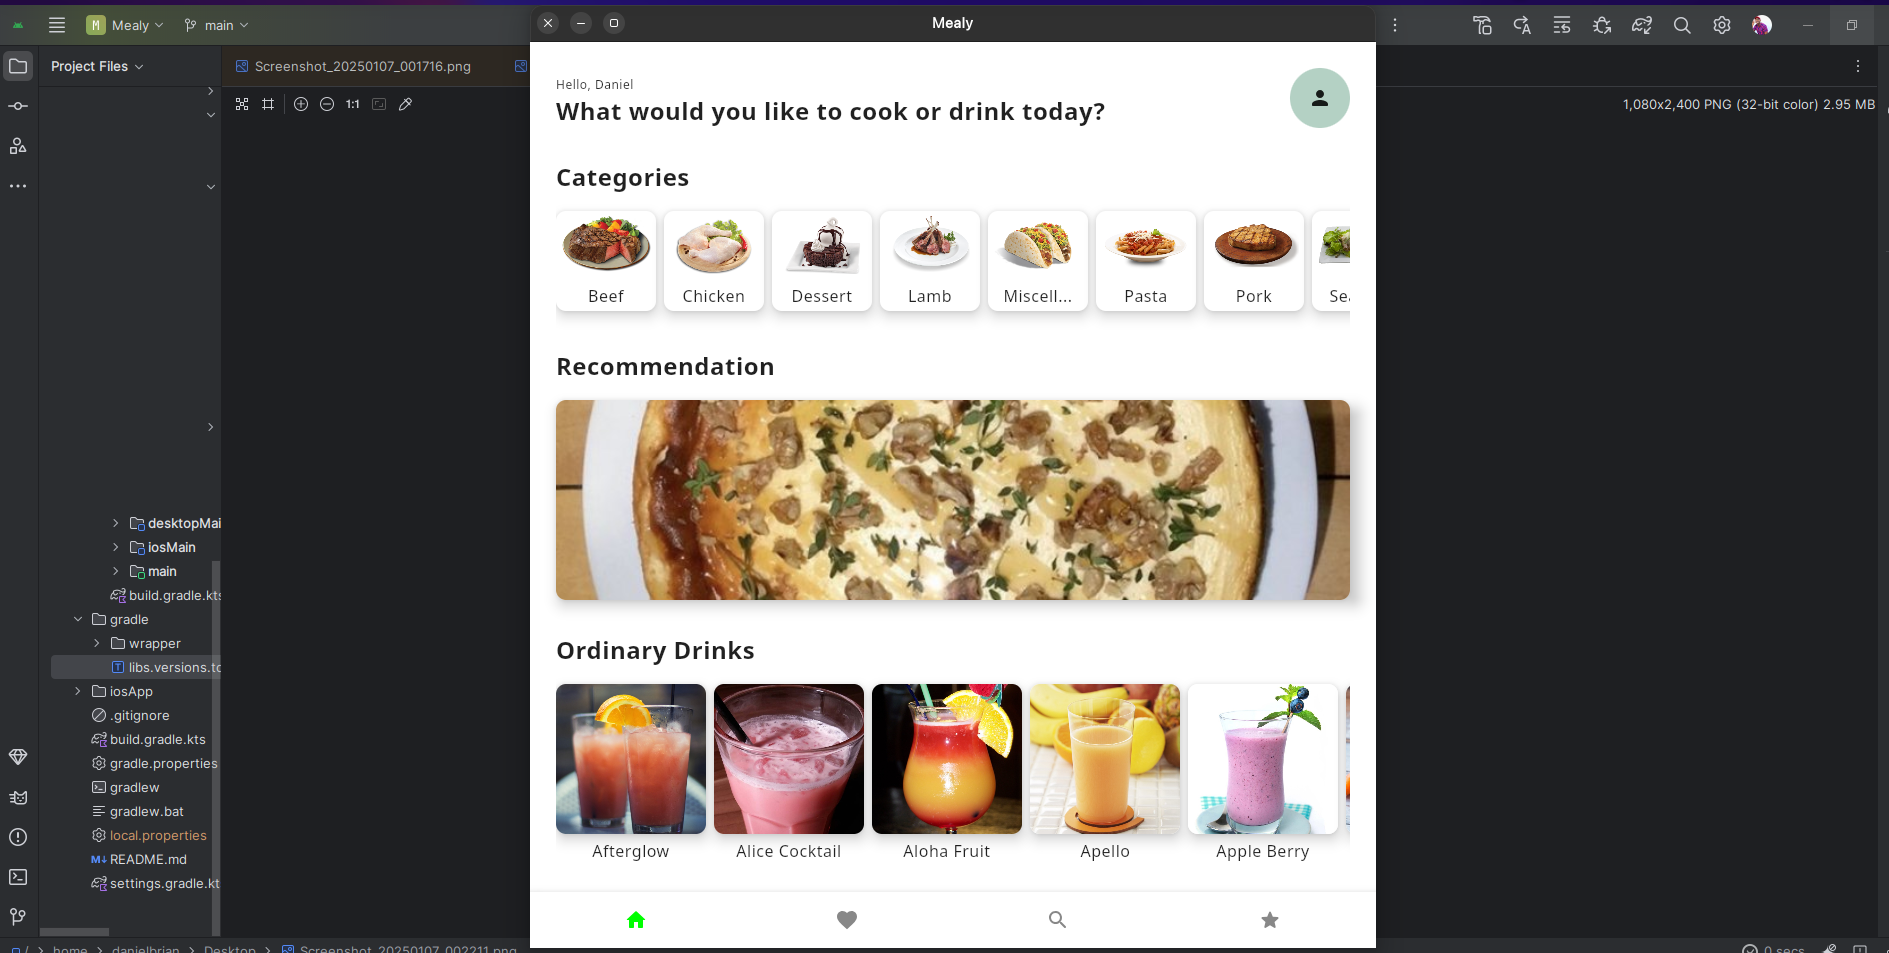 Mealy
M Mealy main
Project Files
Screenshot_20250107_001716.png
1:1
1,080x2,400 PNG (32-bit color) 2.95 MB
Hello, Daniel
What would you like to cook or drink today?
Categories
Beef Chicken Dessert Lamb Miscell... Pasta Pork Sea
Recommendation
Ordinary Drinks
Afterglow Alice Cocktail Aloha Fruit Apello Apple Berry
desktopMai
iosMain
main
build.gradle.kts
gradle
wrapper
libs.versions.to
iosApp
.gitignore
build.gradle.kts
gradle.properties
gradlew
gradlew.bat
local.properties
README.md
settings.gradle.kt
/ home danielbrian Desktop Screenshot_20250107_002211.png
0 secs